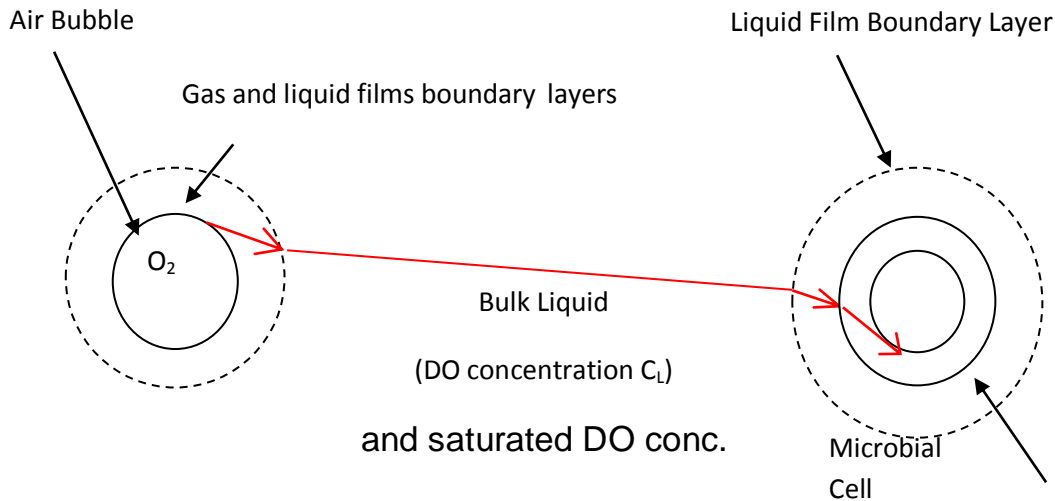 Air Bubble
Liquid Film Boundary Layer
Gas and liquid films boundary layers
O₂
Bulk Liquid
(DO concentration C_L)
and saturated DO conc.
Microbial
Cell